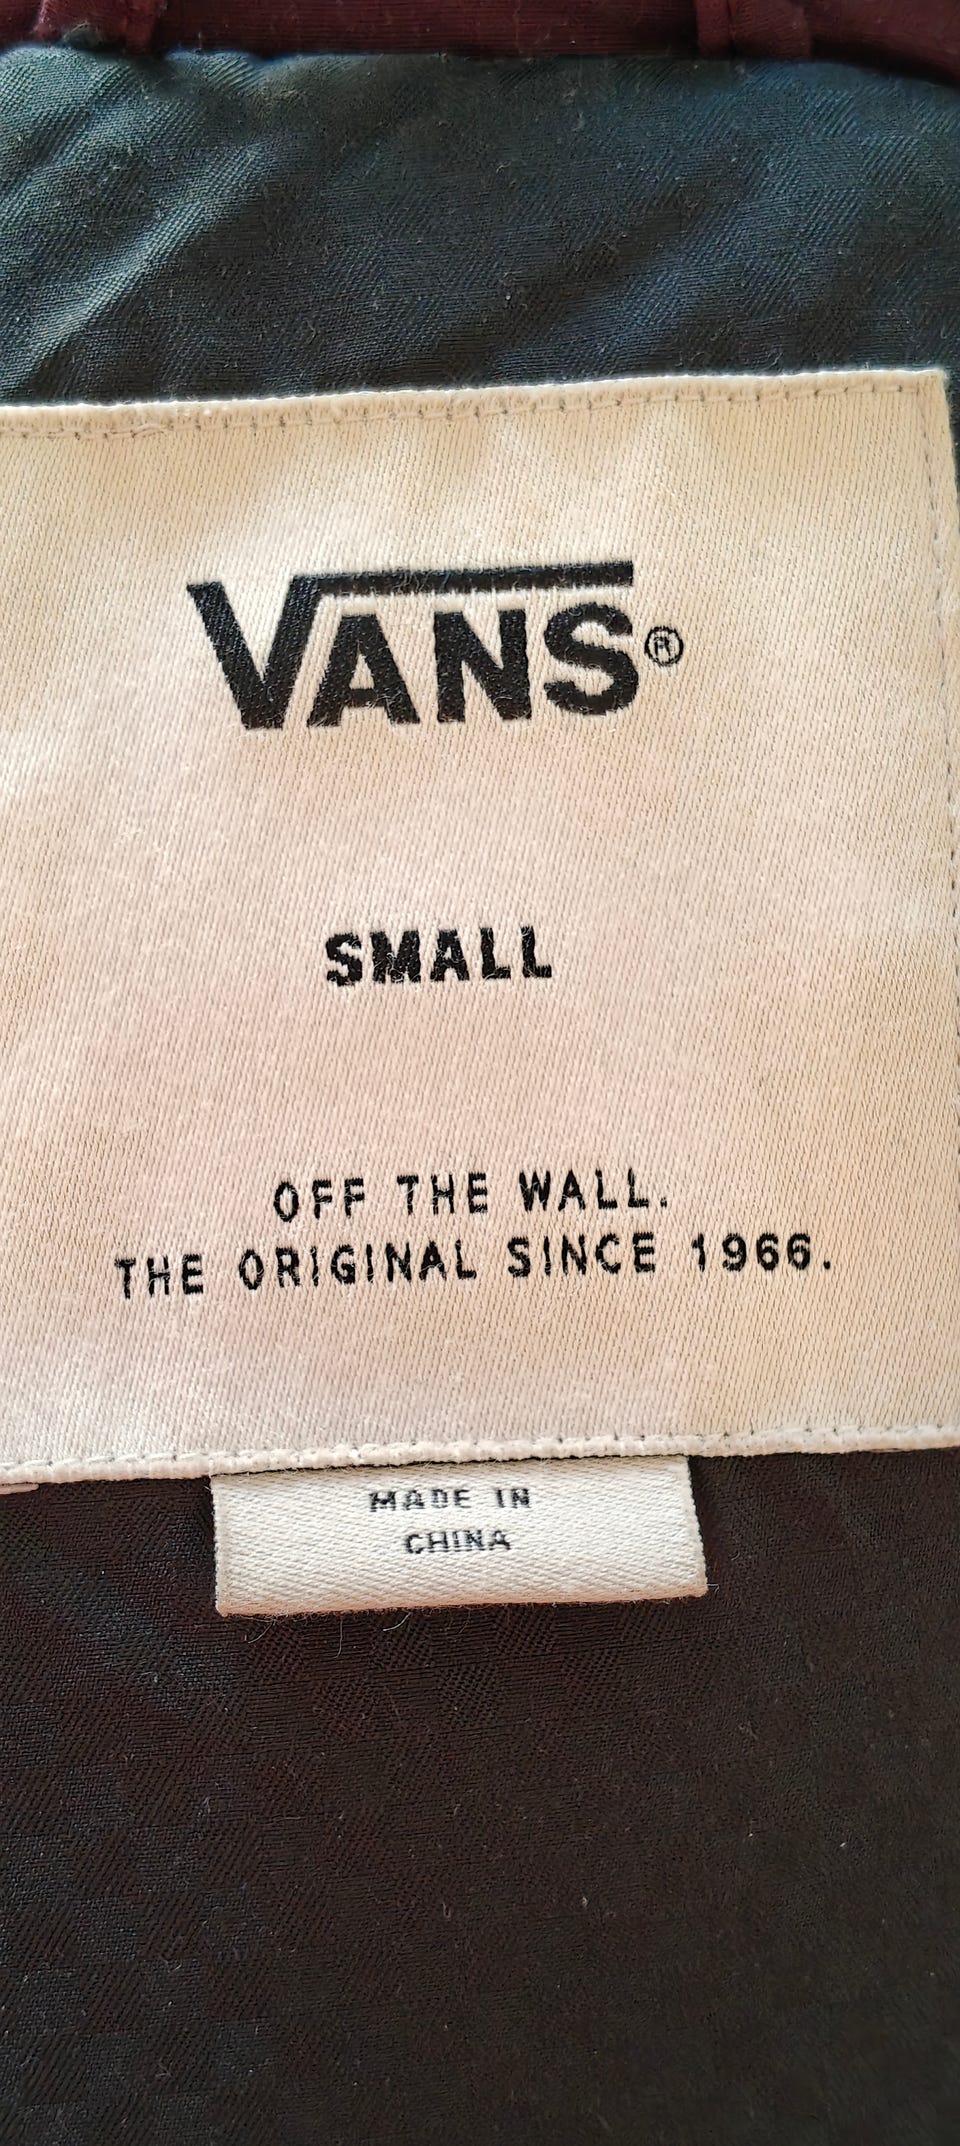 VANS®
SMALL
OFF THE WALL.
THE ORIGINAL SINCE 1966.
MADE IN
CHINA